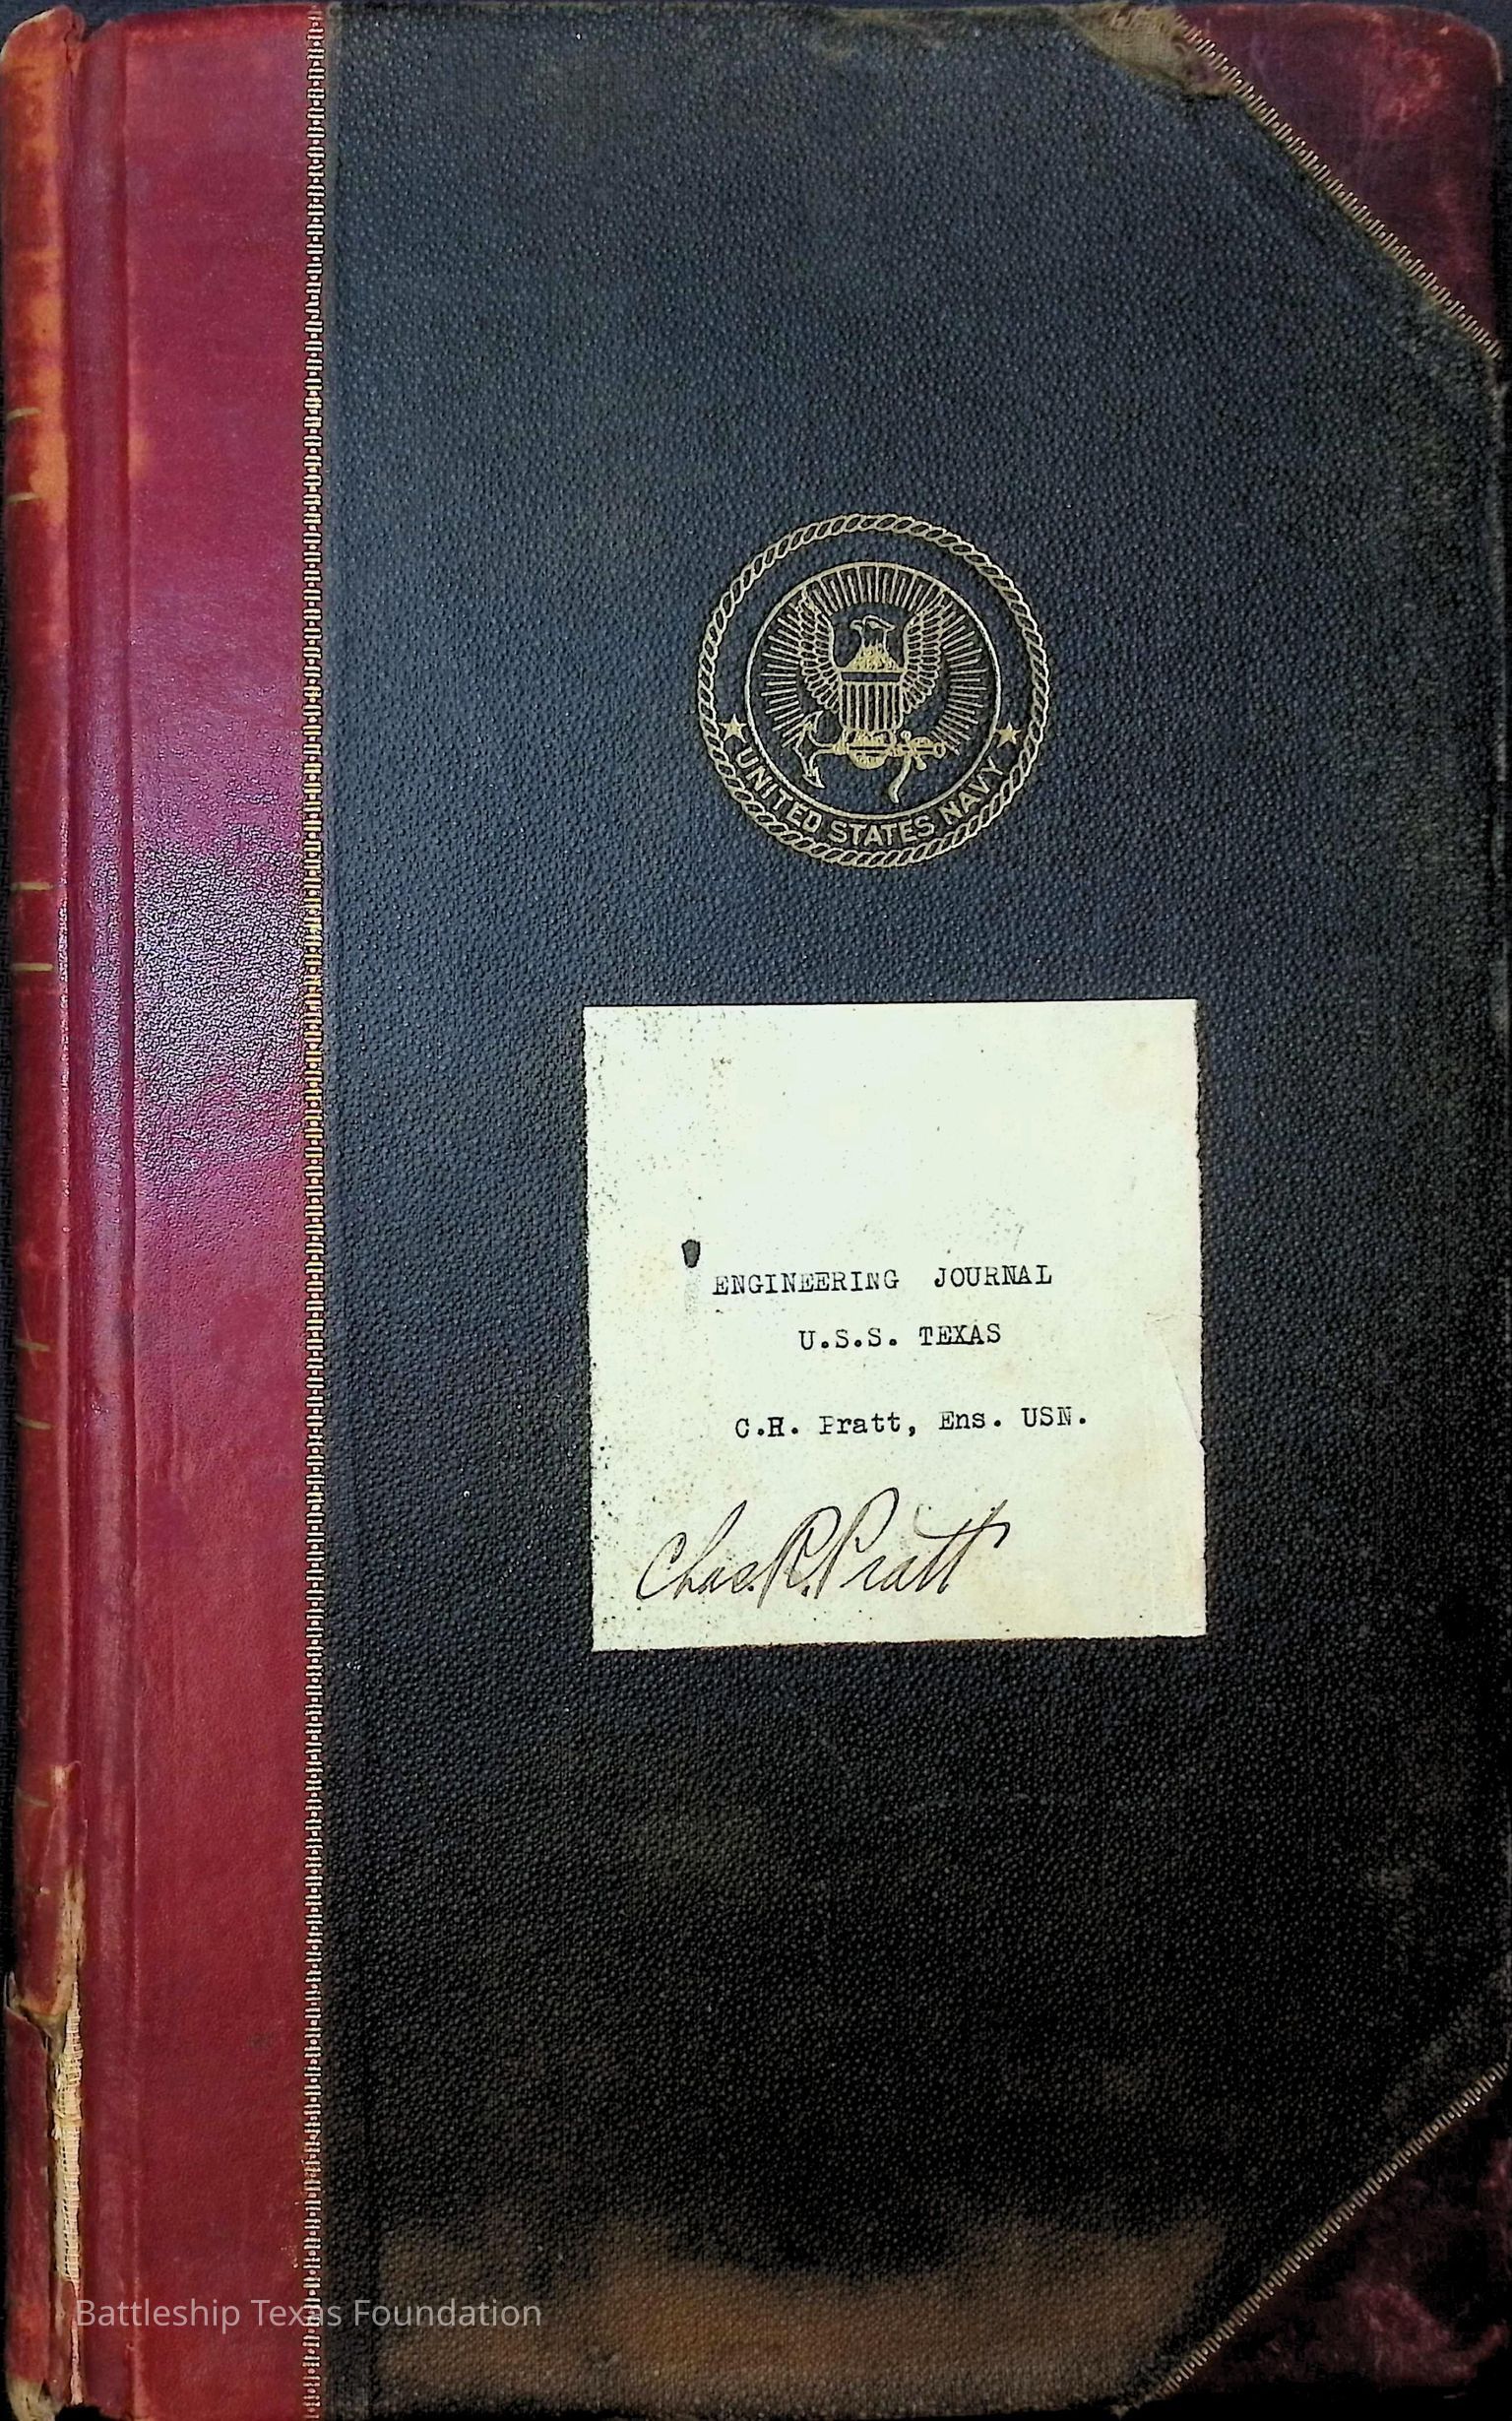 UNITED STATES NAVY
ENGINEERING JOURNAL
U.S.S. TEXAS
C.R. Pratt, Ens. USN.
Chas. R. Pratt
Battleship Texas Foundation